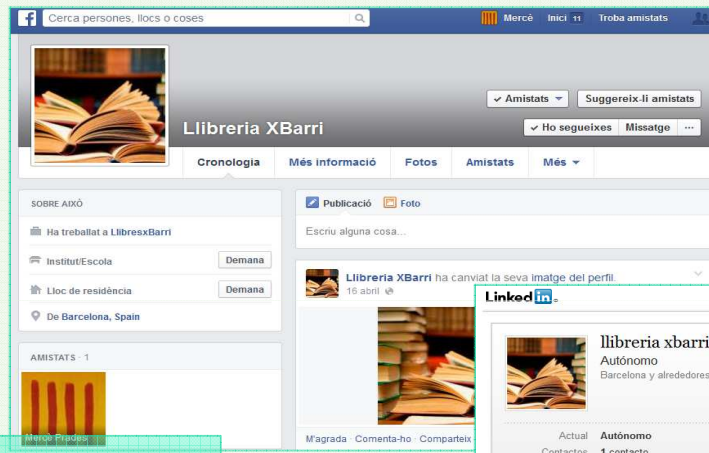 Cerca persones, llocs o coses
Mercè Inici 11 Troba amistats
Amistats Suggereix-li amistats
Llibreria XBarri
Ho segueixes Missatge ...
Cronologia Més informació Fotos Amistats Més
SOBRE AIXÒ
Ha treballat a LlibresxBarri
Institut/Escola Demana
Lloc de residència Demana
De Barcelona, Spain
AMISTATS · 1
Mercè Prades
Publicació Foto
Escriu alguna cosa...
Llibreria XBarri ha canviat la seva imatge del perfil.
16 abril
M'agrada · Comenta-ho · Comparteix
Linked in.
llibreria xbarri
Autónomo
Barcelona y alrededores
Actual Autónomo
Contactos 1 contacto